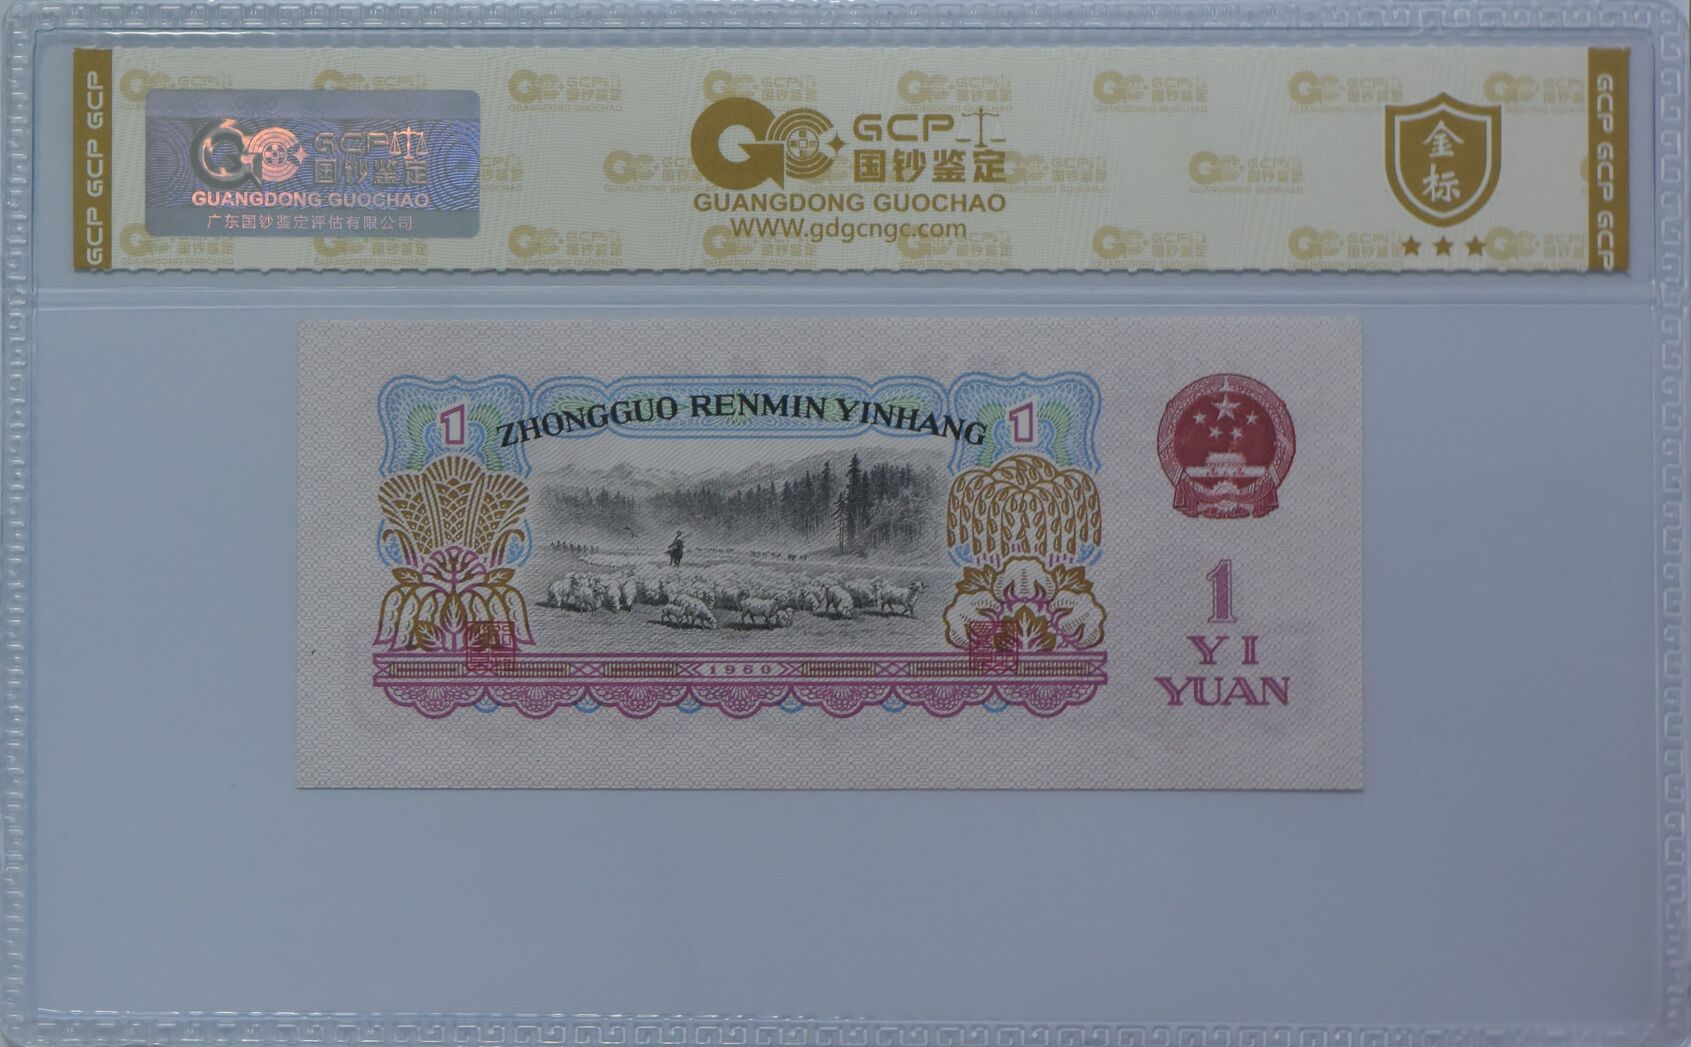 GCP GCP GCP
GCP
国钞鉴定
GUANGDONG GUOCHAO
广东国钞鉴定评估有限公司
GCP
国钞鉴定
GUANGDONG GUOCHAO
WWW.gdgcngc.com
金
标
GCP GCP GCP
ZHONGGUO RENMIN YINHANG
1
1
1960
1
YI
YUAN